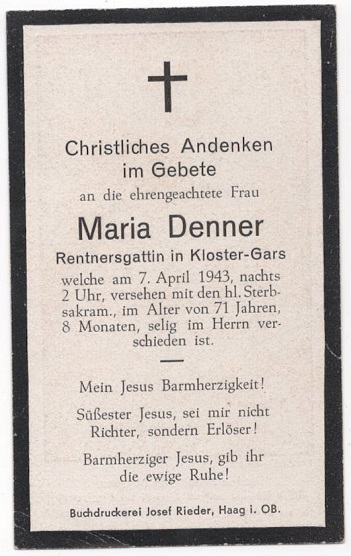 Christliches Andenken
im Gebete
an die ehrengeachtete Frau
Maria Denner
Rentnersgattin in Kloster-Gars
welche am 7. April 1943, nachts
2 Uhr, versehen mit den hl. Sterb-
sakram., im Alter von 71 Jahren,
8 Monaten, selig im Herrn ver-
schieden ist.
Mein Jesus Barmherzigkeit!
Süßester Jesus, sei mir nicht
Richter, sondern Erlöser!
Barmherziger Jesus, gib ihr
die ewige Ruhe!
Buchdruckerei Josef Rieder, Haag i. OB.